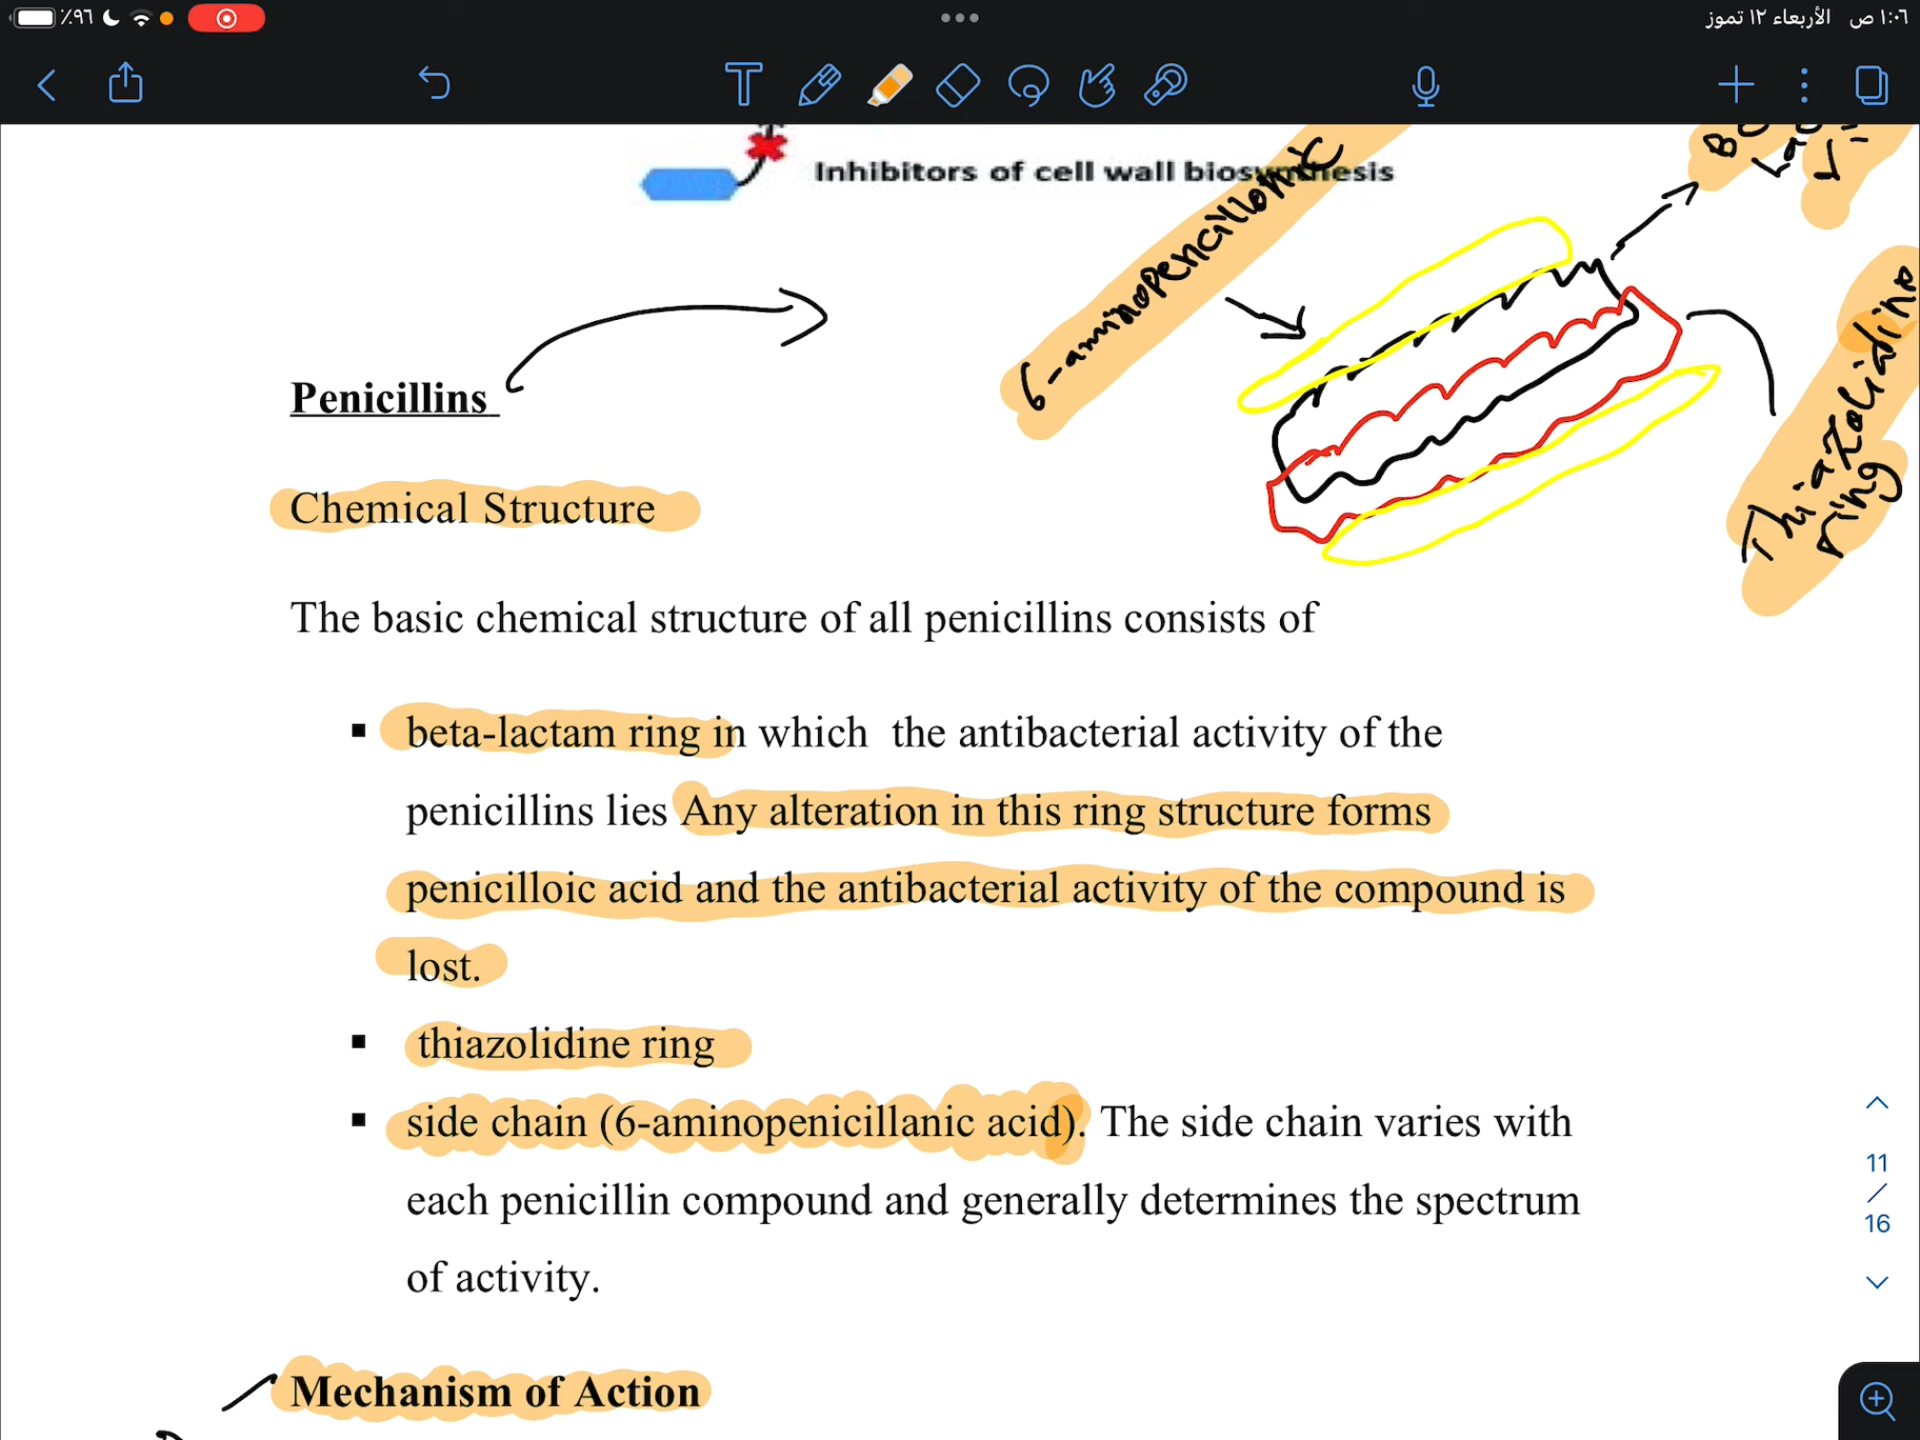 ٪٩٦
١:٠٦ ص الأربعاء ١٢ تموز
Inhibitors of cell wall biosynthesis
6-aminopencillonic
Thiazolidine
ring
Penicillins
Chemical Structure
The basic chemical structure of all penicillins consists of
▪ beta-lactam ring in which the antibacterial activity of the
penicillins lies Any alteration in this ring structure forms
penicilloic acid and the antibacterial activity of the compound is
lost.
▪ thiazolidine ring
▪ side chain (6-aminopenicillanic acid). The side chain varies with
each penicillin compound and generally determines the spectrum
of activity.
11
/
16
Mechanism of Action